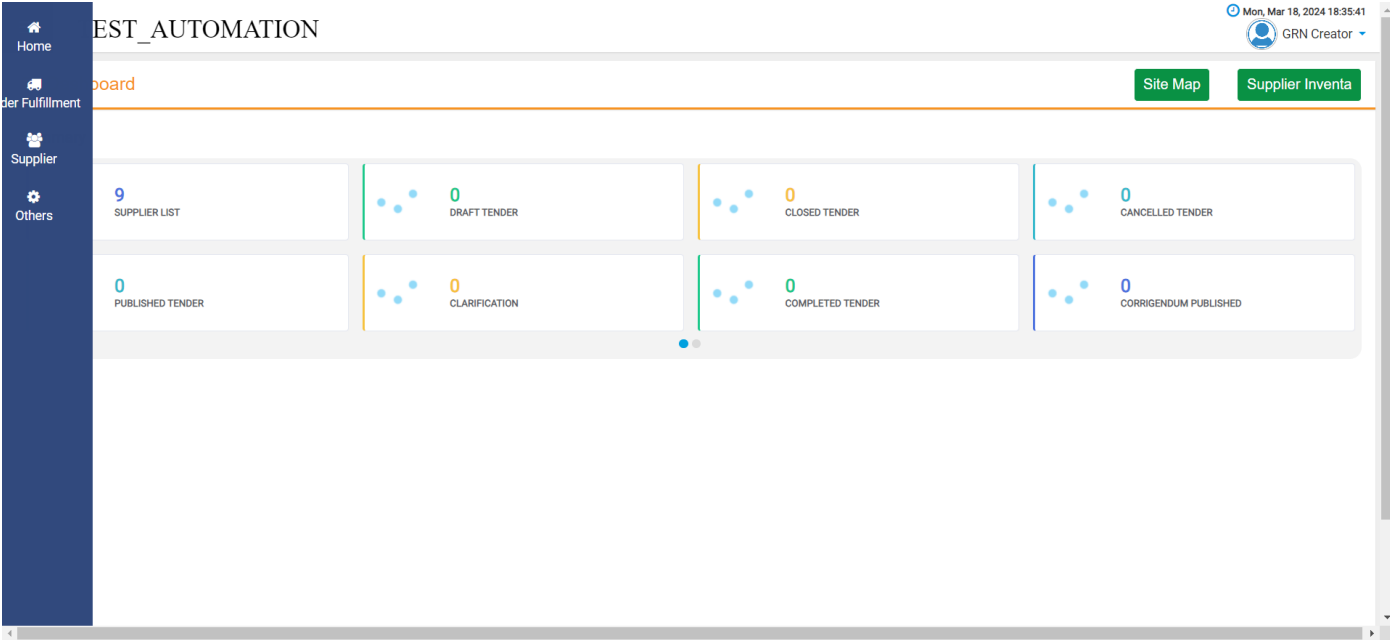 Mon, Mar 18, 2024 18:35:41
Home
EST_AUTOMATION
GRN Creator
board
Site Map
Supplier Inventa
der Fulfillment
Supplier
Others
9
SUPPLIER LIST
0
DRAFT TENDER
0
CLOSED TENDER
0
CANCELLED TENDER
0
PUBLISHED TENDER
0
CLARIFICATION
0
COMPLETED TENDER
0
CORRIGENDUM PUBLISHED